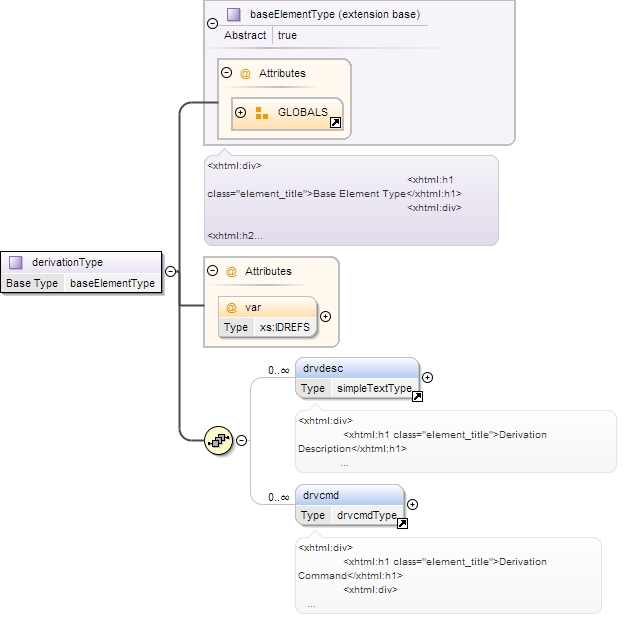 baseElementType (extension base)
Abstract true
@ Attributes
GLOBALS
<xhtml:div>
<xhtml:h1
class="element_title">Base Element Type</xhtml:h1>
<xhtml:div>
<xhtml:h2...
derivationType
Base Type baseElementType
@ Attributes
@ var
Type xs:IDREFS
0..∞
drvdesc
Type simpleTextType
<xhtml:div>
<xhtml:h1 class="element_title">Derivation
Description</xhtml:h1>
...
0..∞
drvcmd
Type drvcmdType
<xhtml:div>
<xhtml:h1 class="element_title">Derivation
Command</xhtml:h1>
<xhtml:div>
...